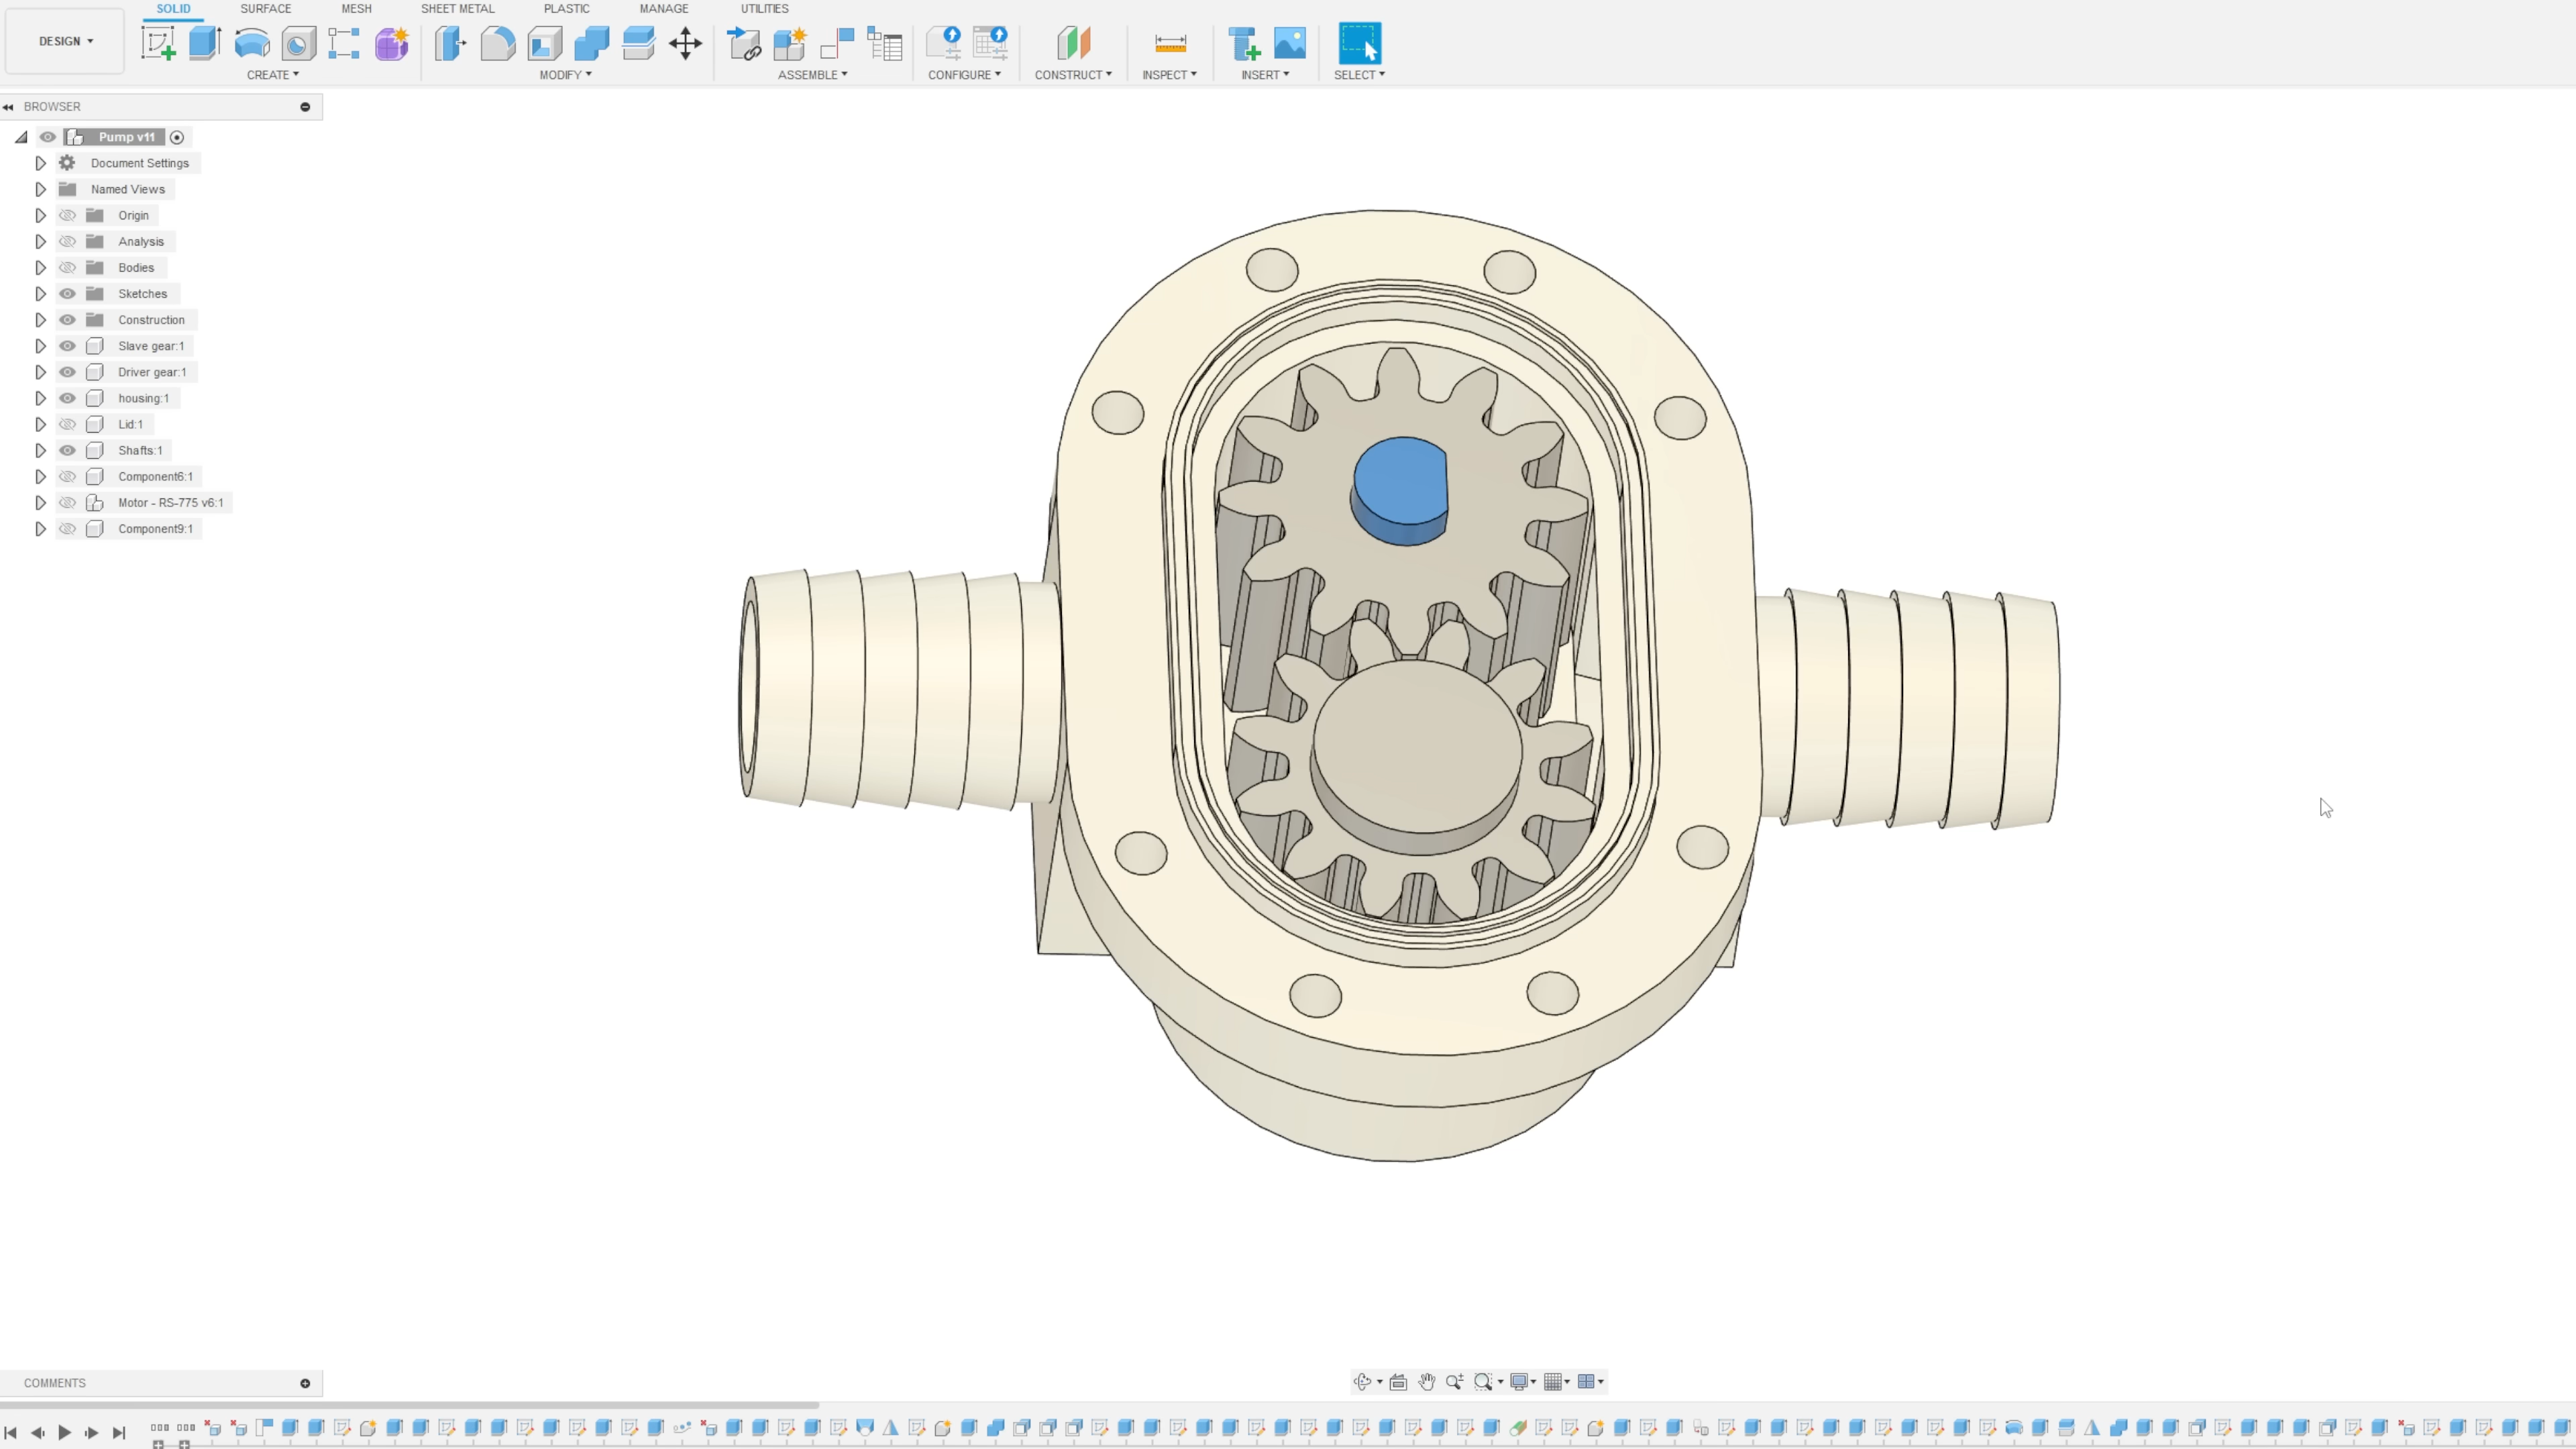 SOLID SURFACE MESH SHEET METAL PLASTIC MANAGE UTILITIES
DESIGN
CREATE MODIFY ASSEMBLE CONFIGURE CONSTRUCT INSPECT INSERT SELECT
BROWSER
Pump v11
Document Settings
Named Views
Origin
Analysis
Bodies
Sketches
Construction
Slave gear:1
Driver gear:1
housing:1
Lid:1
Shafts:1
Component6:1
Motor - RS-775 v6:1
Component9:1
COMMENTS